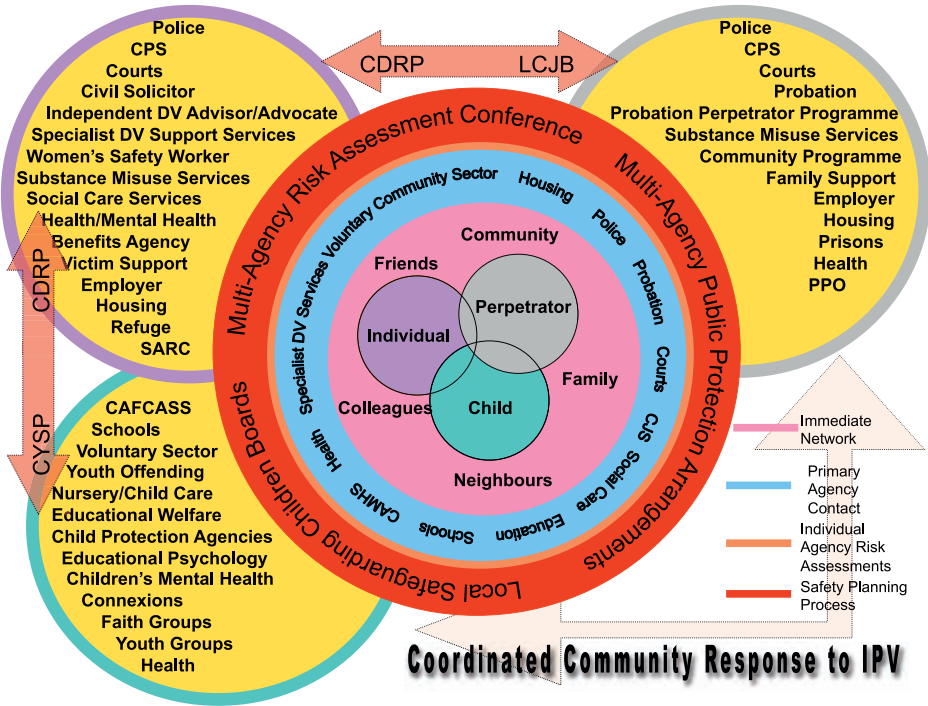 Police
CPS
Courts
Civil Solicitor
Independent DV Advisor/Advocate
Specialist DV Support Services
Women's Safety Worker
Substance Misuse Services
Social Care Services
Health/Mental Health
Benefits Agency
Victim Support
Employer
Housing
Refuge
SARC
CDRP LCJB
Police
CPS
Courts
Probation
Probation Perpetrator Programme
Substance Misuse Services
Community Programme
Family Support
Employer
Housing
Prisons
Health
PPO
CDRP
CYSP
CAFCASS
Schools
Voluntary Sector
Youth Offending
Nursery/Child Care
Educational Welfare
Child Protection Agencies
Educational Psychology
Children's Mental Health
Connexions
Faith Groups
Youth Groups
Health
Multi-Agency Risk Assessment Conference
Multi-Agency Public Protection Arrangements
Local Safeguarding Children Boards
Voluntary Community Sector
Housing
Police
Probation
Courts
CJS
Social Care
Education
Schools
CAMHS
Health
Specialist DV Services
Community
Friends
Perpetrator
Individual
Family
Colleagues
Child
Neighbours
Immediate
Network
Primary
Agency
Contact
Individual
Agency Risk
Assessments
Safety Planning
Process
Coordinated Community Response to IPV